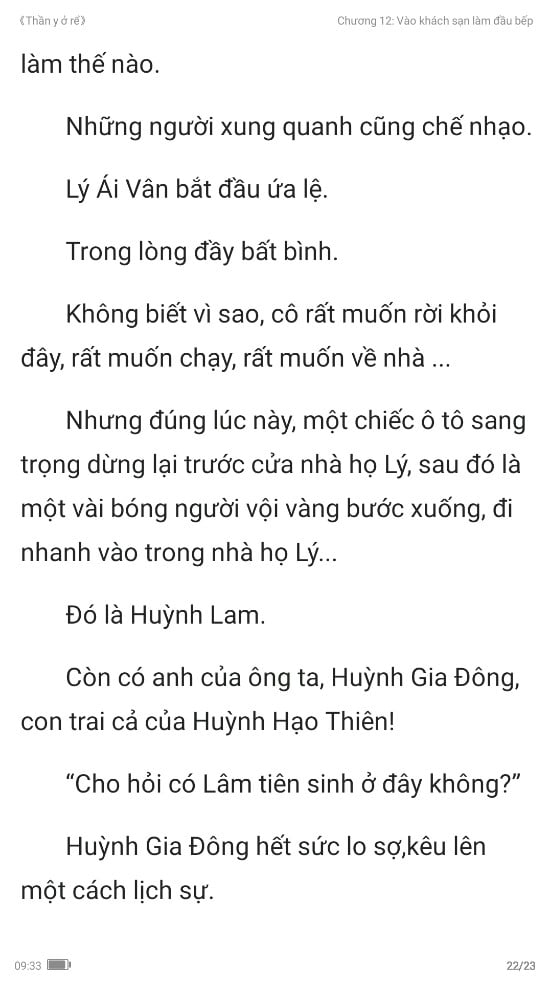 《Thần y ở rể》 Chương 12: Vào khách sạn làm đầu bếp
làm thế nào.
Những người xung quanh cũng chế nhạo.
Lý Ái Vân bắt đầu ứa lệ.
Trong lòng đầy bất bình.
Không biết vì sao, cô rất muốn rời khỏi
đây, rất muốn chạy, rất muốn về nhà ...
Nhưng đúng lúc này, một chiếc ô tô sang
trọng dừng lại trước cửa nhà họ Lý, sau đó là
một vài bóng người vội vàng bước xuống, đi
nhanh vào trong nhà họ Lý...
Đó là Huỳnh Lam.
Còn có anh của ông ta, Huỳnh Gia Đông,
con trai cả của Huỳnh Hạo Thiên!
“Cho hỏi có Lâm tiên sinh ở đây không?”
Huỳnh Gia Đông hết sức lo sợ,kêu lên
một cách lịch sự.
09:33 22/23